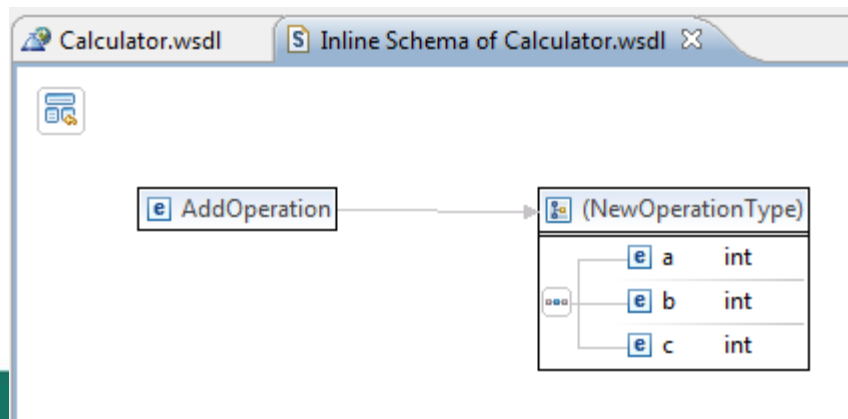 Calculator.wsdl
S Inline Schema of Calculator.wsdl
e AddOperation
(NewOperationType)
e a int
e b int
e c int